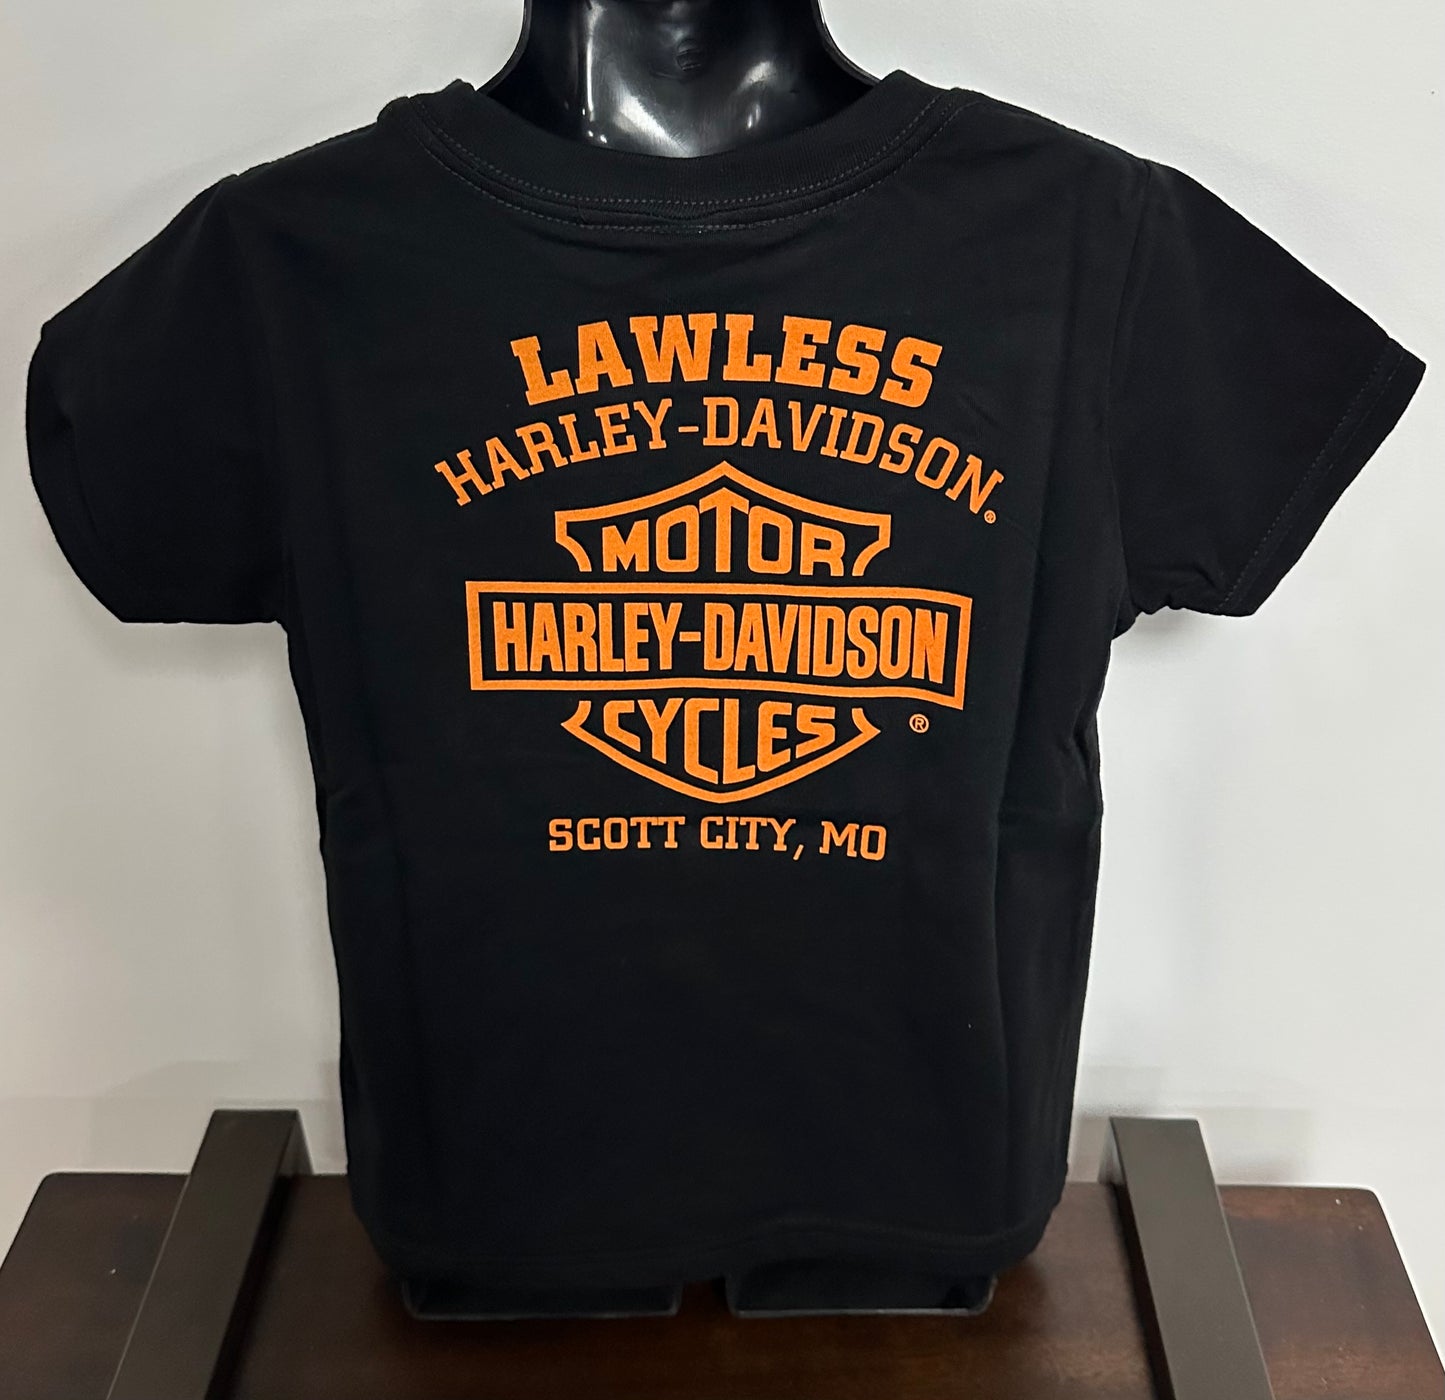 LAWLESS
HARLEY-DAVIDSON®
MOTOR
HARLEY-DAVIDSON
CYCLES ®
SCOTT CITY, MO